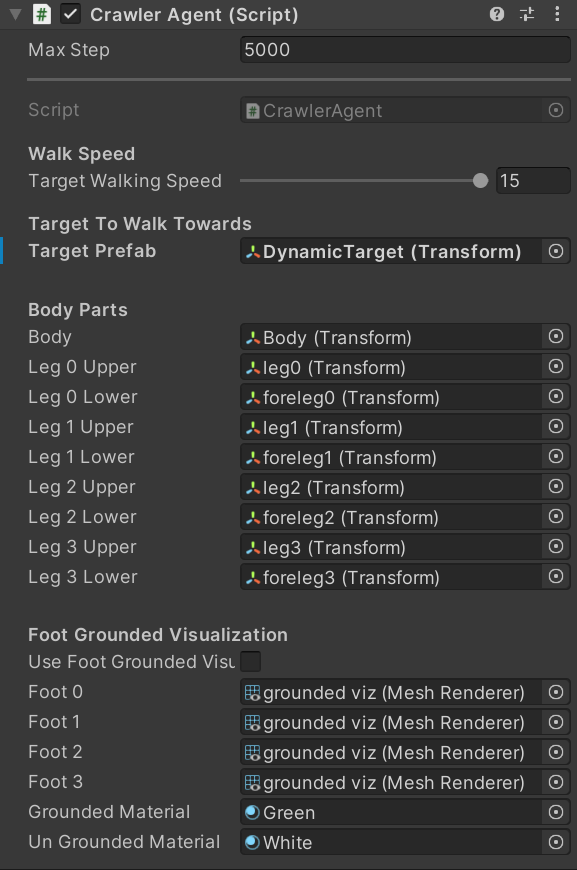 Crawler Agent (Script)
Max Step 5000
Script CrawlerAgent
Walk Speed
Target Walking Speed 15
Target To Walk Towards
Target Prefab DynamicTarget (Transform)
Body Parts
Body Body (Transform)
Leg 0 Upper leg0 (Transform)
Leg 0 Lower foreleg0 (Transform)
Leg 1 Upper leg1 (Transform)
Leg 1 Lower foreleg1 (Transform)
Leg 2 Upper leg2 (Transform)
Leg 2 Lower foreleg2 (Transform)
Leg 3 Upper leg3 (Transform)
Leg 3 Lower foreleg3 (Transform)
Foot Grounded Visualization
Use Foot Grounded Visu
Foot 0 grounded viz (Mesh Renderer)
Foot 1 grounded viz (Mesh Renderer)
Foot 2 grounded viz (Mesh Renderer)
Foot 3 grounded viz (Mesh Renderer)
Grounded Material Green
Un Grounded Material White